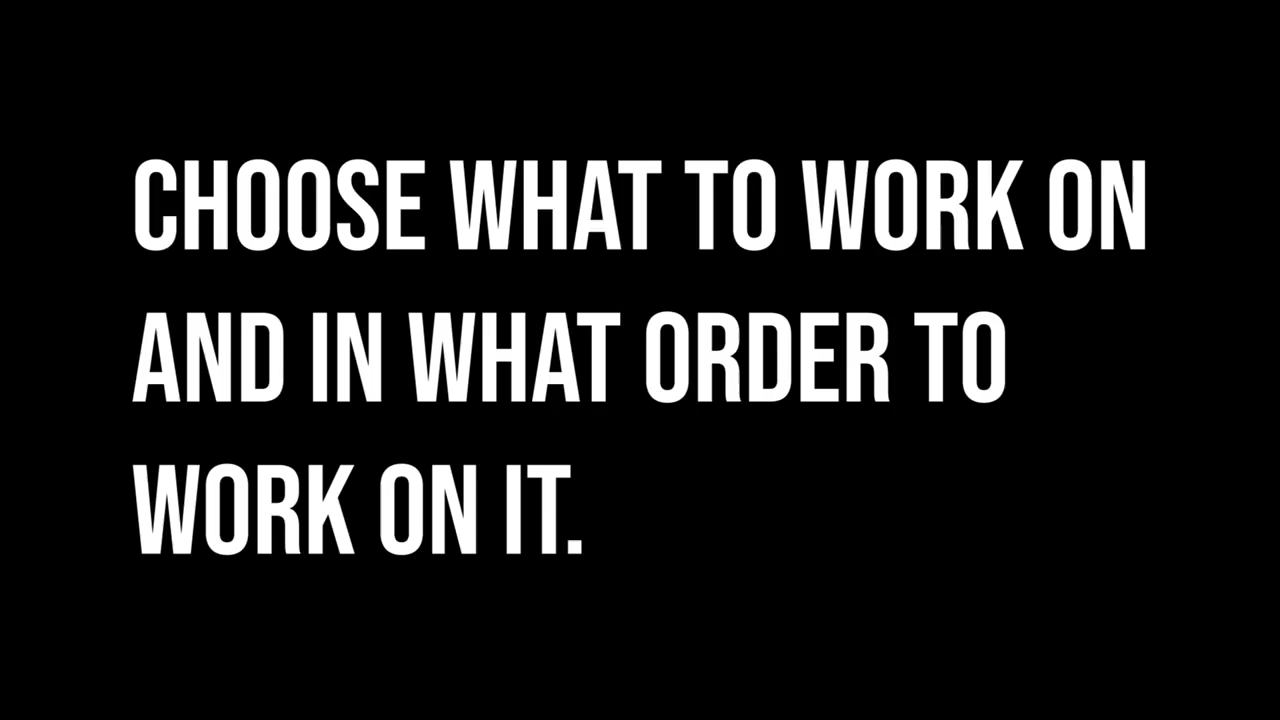 CHOOSE WHAT TO WORK ON
AND IN WHAT ORDER TO
WORK ON IT.